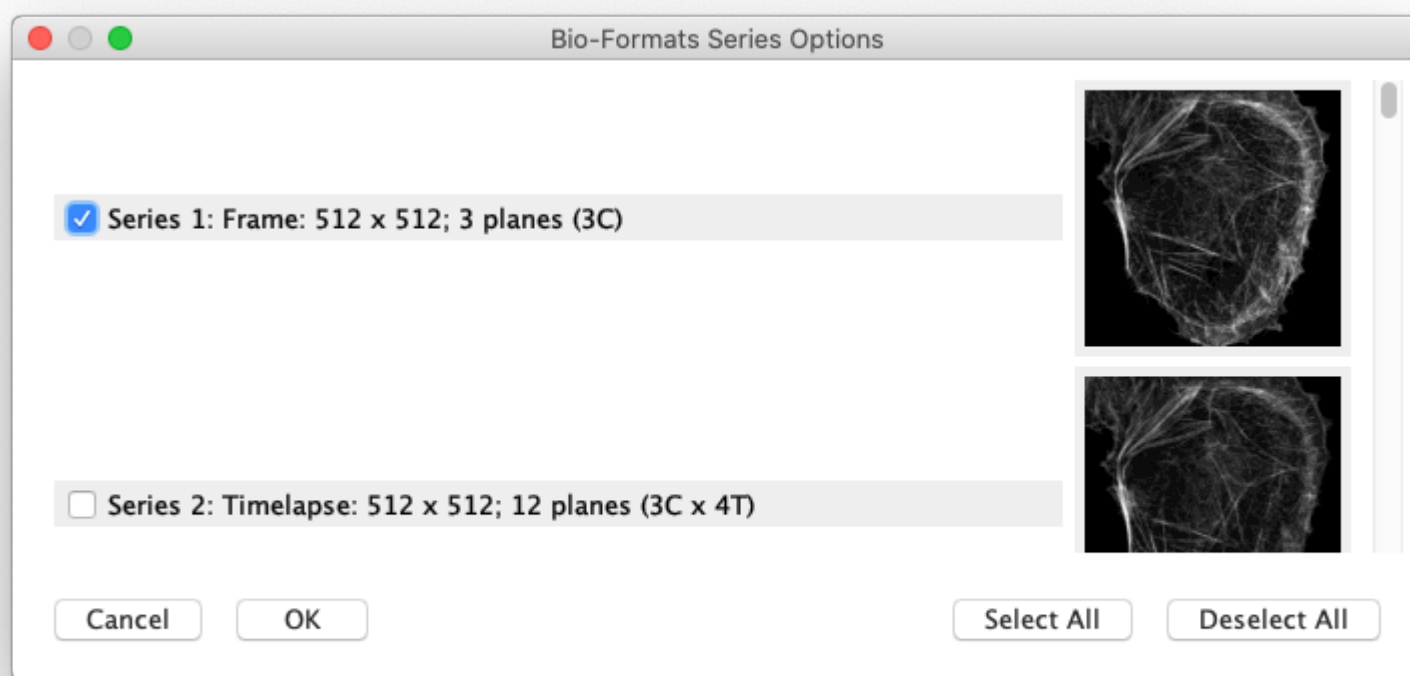 Bio-Formats Series Options
Series 1: Frame: 512 x 512; 3 planes (3C)
Series 2: Timelapse: 512 x 512; 12 planes (3C x 4T)
Cancel OK Select All Deselect All